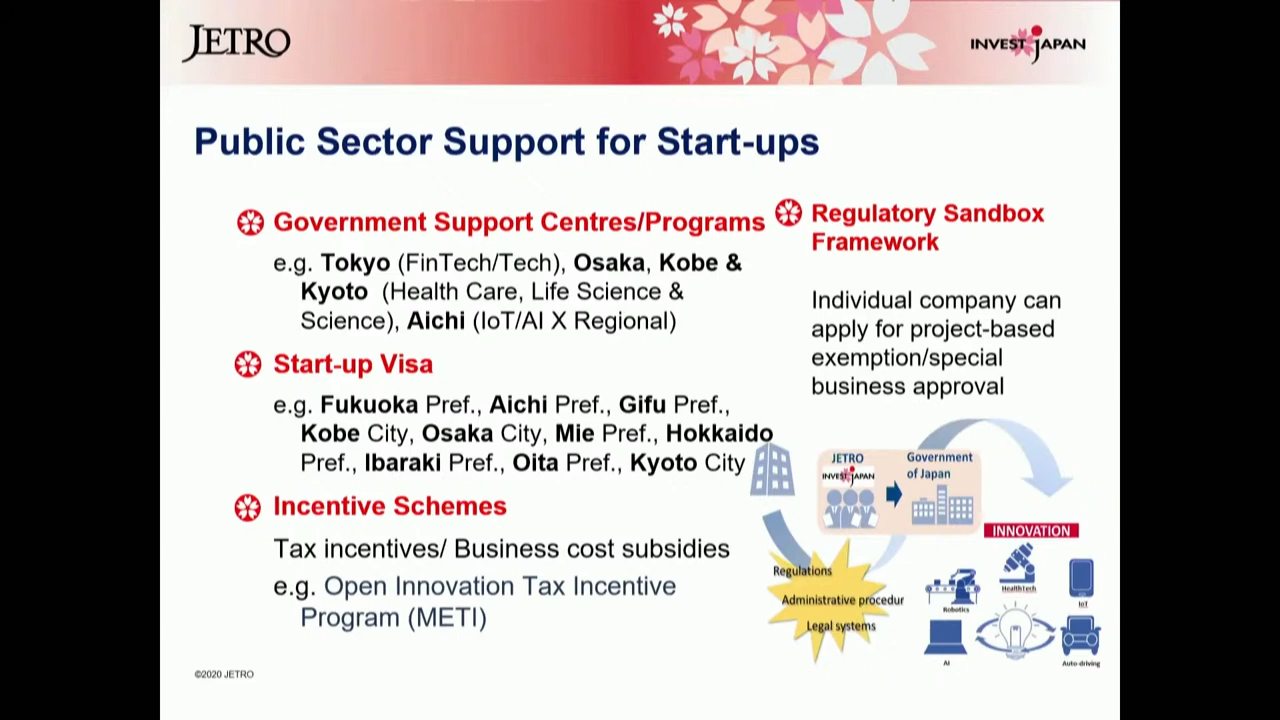 JETRO
INVEST JAPAN
Public Sector Support for Start-ups
Government Support Centres/Programs
e.g. Tokyo (FinTech/Tech), Osaka, Kobe &
Kyoto (Health Care, Life Science &
Science), Aichi (IoT/AI X Regional)
Start-up Visa
e.g. Fukuoka Pref., Aichi Pref., Gifu Pref.,
Kobe City, Osaka City, Mie Pref., Hokkaido
Pref., Ibaraki Pref., Oita Pref., Kyoto City
Incentive Schemes
Tax incentives/ Business cost subsidies
e.g. Open Innovation Tax Incentive
Program (METI)
Regulatory Sandbox
Framework
Individual company can
apply for project-based
exemption/special
business approval
JETRO
INVEST JAPAN
Government
of Japan
INNOVATION
Regulations
Administrative procedur
Legal systems
HealthTech
Robotics
IoT
AI
Auto-driving
©2020 JETRO